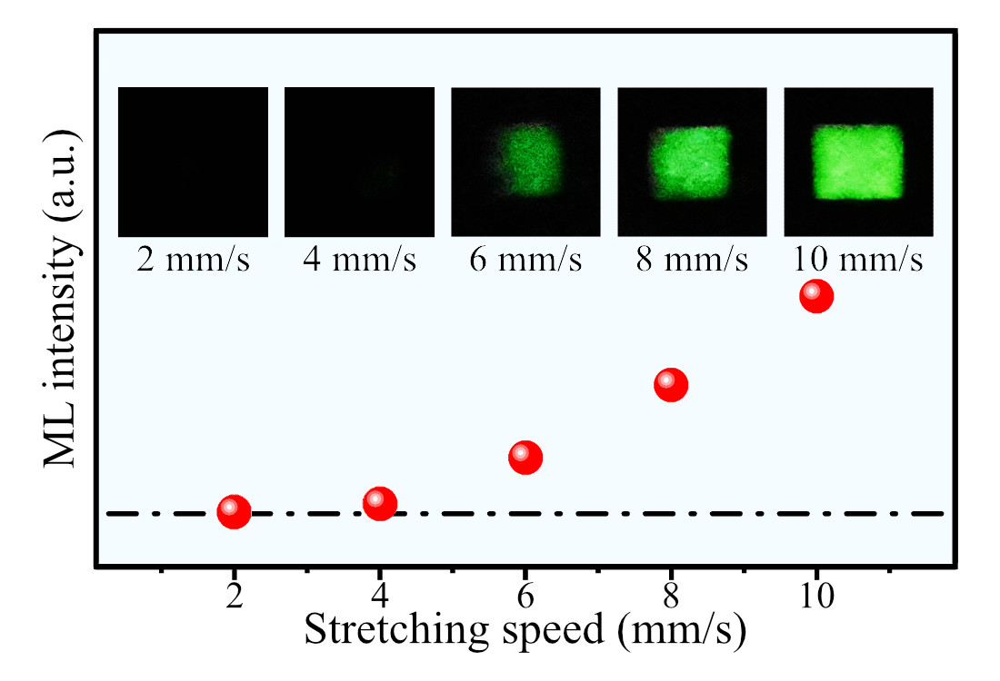 2 mm/s
4 mm/s
6 mm/s
8 mm/s
10 mm/s
ML intensity (a.u.)
2
4
6
8
10
Stretching speed (mm/s)